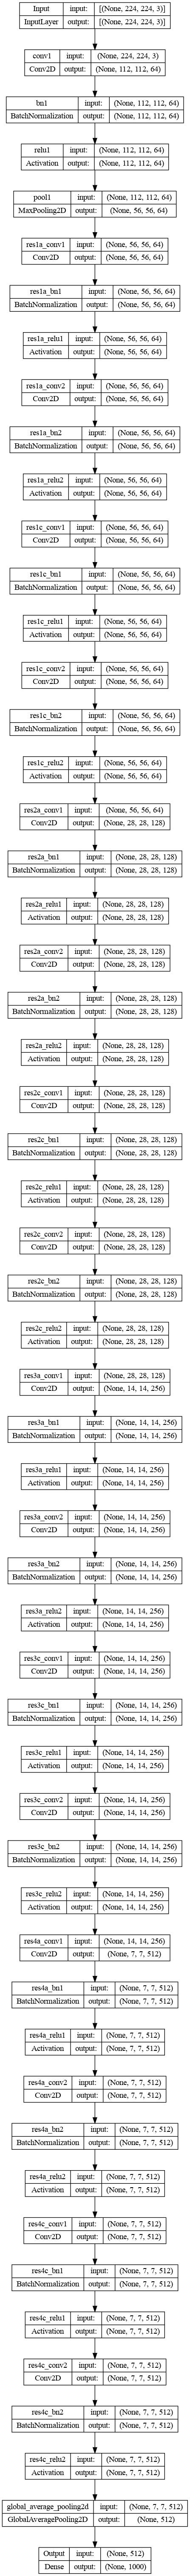 Input input: [(None, 224, 224, 3)]
InputLayer output: [(None, 224, 224, 3)]
conv1 input: (None, 224, 224, 3)
Conv2D output: (None, 112, 112, 64)
bn1 input: (None, 112, 112, 64)
BatchNormalization output: (None, 112, 112, 64)
relu1 input: (None, 112, 112, 64)
Activation output: (None, 112, 112, 64)
pool1 input: (None, 112, 112, 64)
MaxPooling2D output: (None, 56, 56, 64)
res1a_conv1 input: (None, 56, 56, 64)
Conv2D output: (None, 56, 56, 64)
res1a_bn1 input: (None, 56, 56, 64)
BatchNormalization output: (None, 56, 56, 64)
res1a_relu1 input: (None, 56, 56, 64)
Activation output: (None, 56, 56, 64)
res1a_conv2 input: (None, 56, 56, 64)
Conv2D output: (None, 56, 56, 64)
res1a_bn2 input: (None, 56, 56, 64)
BatchNormalization output: (None, 56, 56, 64)
res1a_relu2 input: (None, 56, 56, 64)
Activation output: (None, 56, 56, 64)
res1c_conv1 input: (None, 56, 56, 64)
Conv2D output: (None, 56, 56, 64)
res1c_bn1 input: (None, 56, 56, 64)
BatchNormalization output: (None, 56, 56, 64)
res1c_relu1 input: (None, 56, 56, 64)
Activation output: (None, 56, 56, 64)
res1c_conv2 input: (None, 56, 56, 64)
Conv2D output: (None, 56, 56, 64)
res1c_bn2 input: (None, 56, 56, 64)
BatchNormalization output: (None, 56, 56, 64)
res1c_relu2 input: (None, 56, 56, 64)
Activation output: (None, 56, 56, 64)
res2a_conv1 input: (None, 56, 56, 64)
Conv2D output: (None, 28, 28, 128)
res2a_bn1 input: (None, 28, 28, 128)
BatchNormalization output: (None, 28, 28, 128)
res2a_relu1 input: (None, 28, 28, 128)
Activation output: (None, 28, 28, 128)
res2a_conv2 input: (None, 28, 28, 128)
Conv2D output: (None, 28, 28, 128)
res2a_bn2 input: (None, 28, 28, 128)
BatchNormalization output: (None, 28, 28, 128)
res2a_relu2 input: (None, 28, 28, 128)
Activation output: (None, 28, 28, 128)
res2c_conv1 input: (None, 28, 28, 128)
Conv2D output: (None, 28, 28, 128)
res2c_bn1 input: (None, 28, 28, 128)
BatchNormalization output: (None, 28, 28, 128)
res2c_relu1 input: (None, 28, 28, 128)
Activation output: (None, 28, 28, 128)
res2c_conv2 input: (None, 28, 28, 128)
Conv2D output: (None, 28, 28, 128)
res2c_bn2 input: (None, 28, 28, 128)
BatchNormalization output: (None, 28, 28, 128)
res2c_relu2 input: (None, 28, 28, 128)
Activation output: (None, 28, 28, 128)
res3a_conv1 input: (None, 28, 28, 128)
Conv2D output: (None, 14, 14, 256)
res3a_bn1 input: (None, 14, 14, 256)
BatchNormalization output: (None, 14, 14, 256)
res3a_relu1 input: (None, 14, 14, 256)
Activation output: (None, 14, 14, 256)
res3a_conv2 input: (None, 14, 14, 256)
Conv2D output: (None, 14, 14, 256)
res3a_bn2 input: (None, 14, 14, 256)
BatchNormalization output: (None, 14, 14, 256)
res3a_relu2 input: (None, 14, 14, 256)
Activation output: (None, 14, 14, 256)
res3c_conv1 input: (None, 14, 14, 256)
Conv2D output: (None, 14, 14, 256)
res3c_bn1 input: (None, 14, 14, 256)
BatchNormalization output: (None, 14, 14, 256)
res3c_relu1 input: (None, 14, 14, 256)
Activation output: (None, 14, 14, 256)
res3c_conv2 input: (None, 14, 14, 256)
Conv2D output: (None, 14, 14, 256)
res3c_bn2 input: (None, 14, 14, 256)
BatchNormalization output: (None, 14, 14, 256)
res3c_relu2 input: (None, 14, 14, 256)
Activation output: (None, 14, 14, 256)
res4a_conv1 input: (None, 14, 14, 256)
Conv2D output: (None, 7, 7, 512)
res4a_bn1 input: (None, 7, 7, 512)
BatchNormalization output: (None, 7, 7, 512)
res4a_relu1 input: (None, 7, 7, 512)
Activation output: (None, 7, 7, 512)
res4a_conv2 input: (None, 7, 7, 512)
Conv2D output: (None, 7, 7, 512)
res4a_bn2 input: (None, 7, 7, 512)
BatchNormalization output: (None, 7, 7, 512)
res4a_relu2 input: (None, 7, 7, 512)
Activation output: (None, 7, 7, 512)
res4c_conv1 input: (None, 7, 7, 512)
Conv2D output: (None, 7, 7, 512)
res4c_bn1 input: (None, 7, 7, 512)
BatchNormalization output: (None, 7, 7, 512)
res4c_relu1 input: (None, 7, 7, 512)
Activation output: (None, 7, 7, 512)
res4c_conv2 input: (None, 7, 7, 512)
Conv2D output: (None, 7, 7, 512)
res4c_bn2 input: (None, 7, 7, 512)
BatchNormalization output: (None, 7, 7, 512)
res4c_relu2 input: (None, 7, 7, 512)
Activation output: (None, 7, 7, 512)
global_average_pooling2d input: (None, 7, 7, 512)
GlobalAveragePooling2D output: (None, 512)
Output input: (None, 512)
Dense output: (None, 1000)